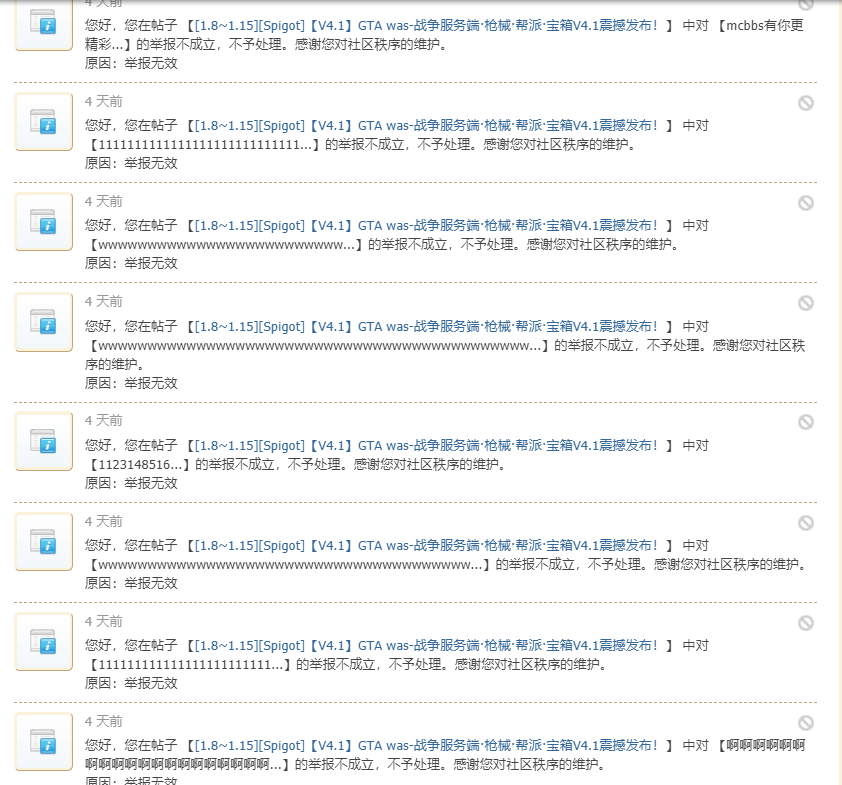 4 天前
您好，您在帖子 【[1.8~1.15][Spigot]【V4.1】GTA was-战争服务端·枪械·帮派·宝箱V4.1震撼发布！】 中对 【mcbbs有你更
精彩...】的举报不成立，不予处理。感谢您对社区秩序的维护。
原因：举报无效
4 天前
您好，您在帖子 【[1.8~1.15][Spigot]【V4.1】GTA was-战争服务端·枪械·帮派·宝箱V4.1震撼发布！】 中对
【1111111111111111111111111111...】的举报不成立，不予处理。感谢您对社区秩序的维护。
原因：举报无效
4 天前
您好，您在帖子 【[1.8~1.15][Spigot]【V4.1】GTA was-战争服务端·枪械·帮派·宝箱V4.1震撼发布！】 中对
【wwwwwwwwwwwwwwwwwwwwwwwww...】的举报不成立，不予处理。感谢您对社区秩序的维护。
原因：举报无效
4 天前
您好，您在帖子 【[1.8~1.15][Spigot]【V4.1】GTA was-战争服务端·枪械·帮派·宝箱V4.1震撼发布！】 中对
【wwwwwwwwwwwwwwwwwwwwwwwwwwwwwwwwwwwwwwwwwwww...】的举报不成立，不予处理。感谢您对社区秩
序的维护。
原因：举报无效
4 天前
您好，您在帖子 【[1.8~1.15][Spigot]【V4.1】GTA was-战争服务端·枪械·帮派·宝箱V4.1震撼发布！】 中对
【1123148516...】的举报不成立，不予处理。感谢您对社区秩序的维护。
原因：举报无效
4 天前
您好，您在帖子 【[1.8~1.15][Spigot]【V4.1】GTA was-战争服务端·枪械·帮派·宝箱V4.1震撼发布！】 中对
【wwwwwwwwwwwwwwwwwwwwwwwwwwwwwwwwwwwwww...】的举报不成立，不予处理。感谢您对社区秩序的维护。
原因：举报无效
4 天前
您好，您在帖子 【[1.8~1.15][Spigot]【V4.1】GTA was-战争服务端·枪械·帮派·宝箱V4.1震撼发布！】 中对
【111111111111111111111111...】的举报不成立，不予处理。感谢您对社区秩序的维护。
原因：举报无效
4 天前
您好，您在帖子 【[1.8~1.15][Spigot]【V4.1】GTA was-战争服务端·枪械·帮派·宝箱V4.1震撼发布！】 中对 【啊啊啊啊啊啊
啊啊啊啊啊啊啊啊啊啊啊啊啊啊...】的举报不成立，不予处理。感谢您对社区秩序的维护。
原因：举报无效